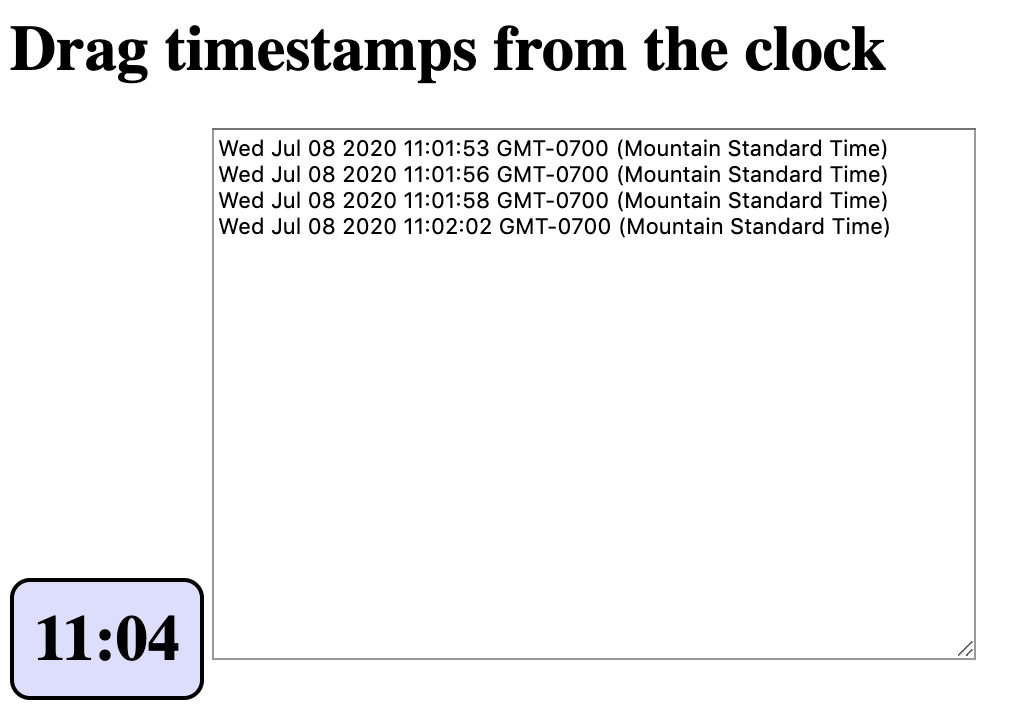 Drag timestamps from the clock
Wed Jul 08 2020 11:01:53 GMT-0700 (Mountain Standard Time)
Wed Jul 08 2020 11:01:56 GMT-0700 (Mountain Standard Time)
Wed Jul 08 2020 11:01:58 GMT-0700 (Mountain Standard Time)
Wed Jul 08 2020 11:02:02 GMT-0700 (Mountain Standard Time)
11:04